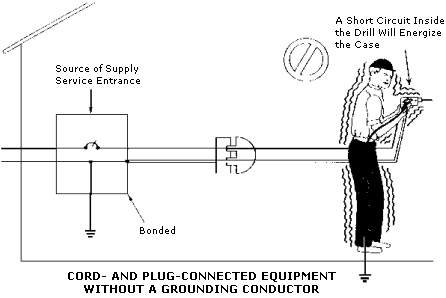 A Short Circuit Inside
the Drill Will Energize
the Case
Source of Supply
Service Entrance
Bonded
CORD- AND PLUG-CONNECTED EQUIPMENT
WITHOUT A GROUNDING CONDUCTOR